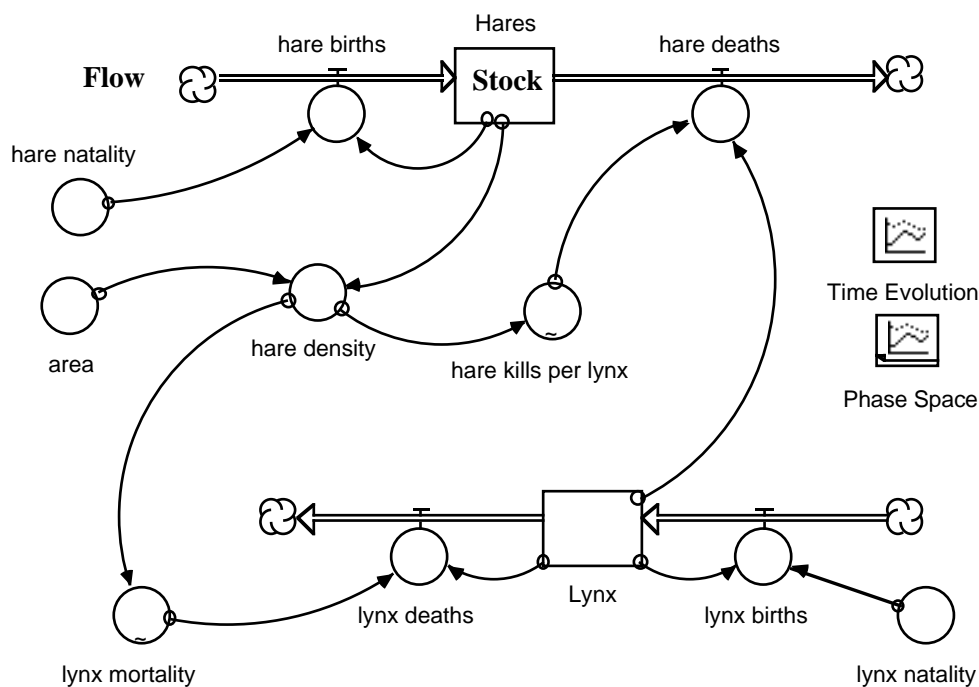 Hares
hare births
hare deaths
Flow
Stock
hare natality
Time Evolution
hare density
area
hare kills per lynx
Phase Space
Lynx
lynx deaths
lynx births
lynx mortality
lynx natality